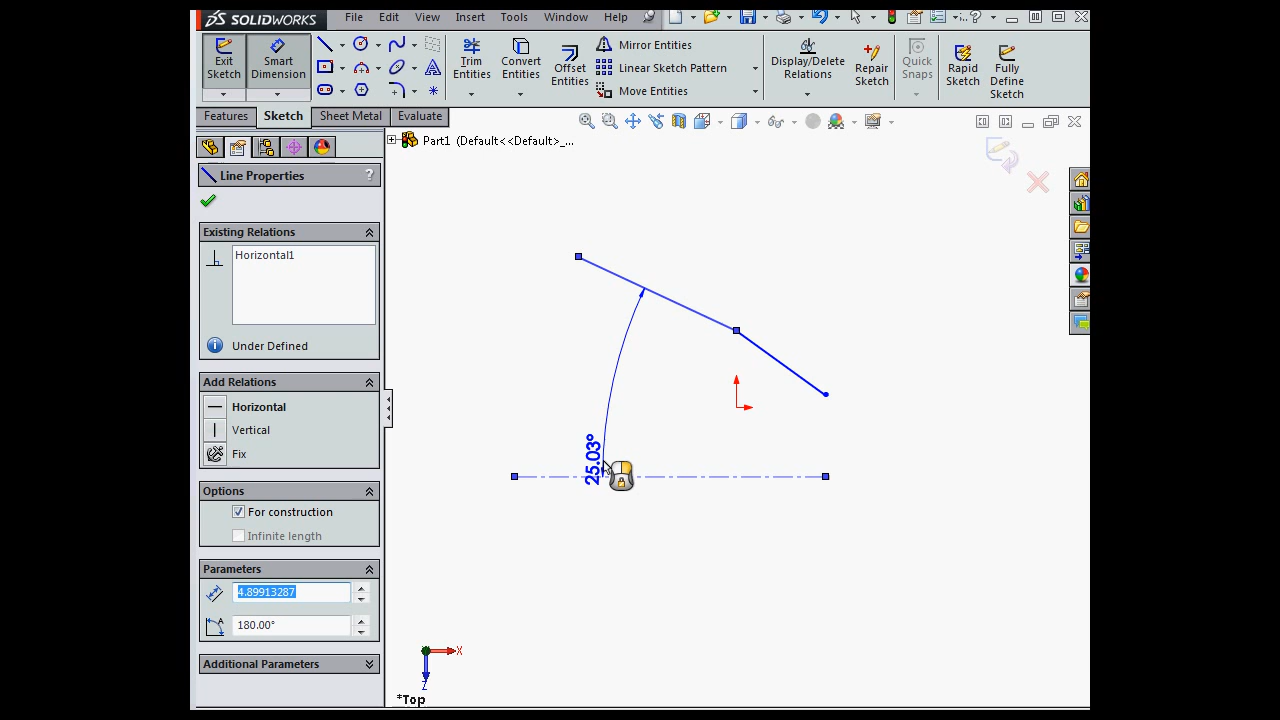 SOLIDWORKS File Edit View Insert Tools Window Help
Exit Sketch
Smart Dimension
Trim Entities
Convert Entities
Offset Entities
Mirror Entities
Linear Sketch Pattern
Move Entities
Display/Delete Relations
Repair Sketch
Quick Snaps
Rapid Sketch
Fully Define Sketch
Features Sketch Sheet Metal Evaluate
Part1 (Default<<Default>_...
Line Properties ?
Existing Relations
Horizontal1
Under Defined
Add Relations
Horizontal
Vertical
Fix
Options
For construction
Infinite length
Parameters
4.89913287
180.00°
Additional Parameters
25.03°
X
Z
*Top